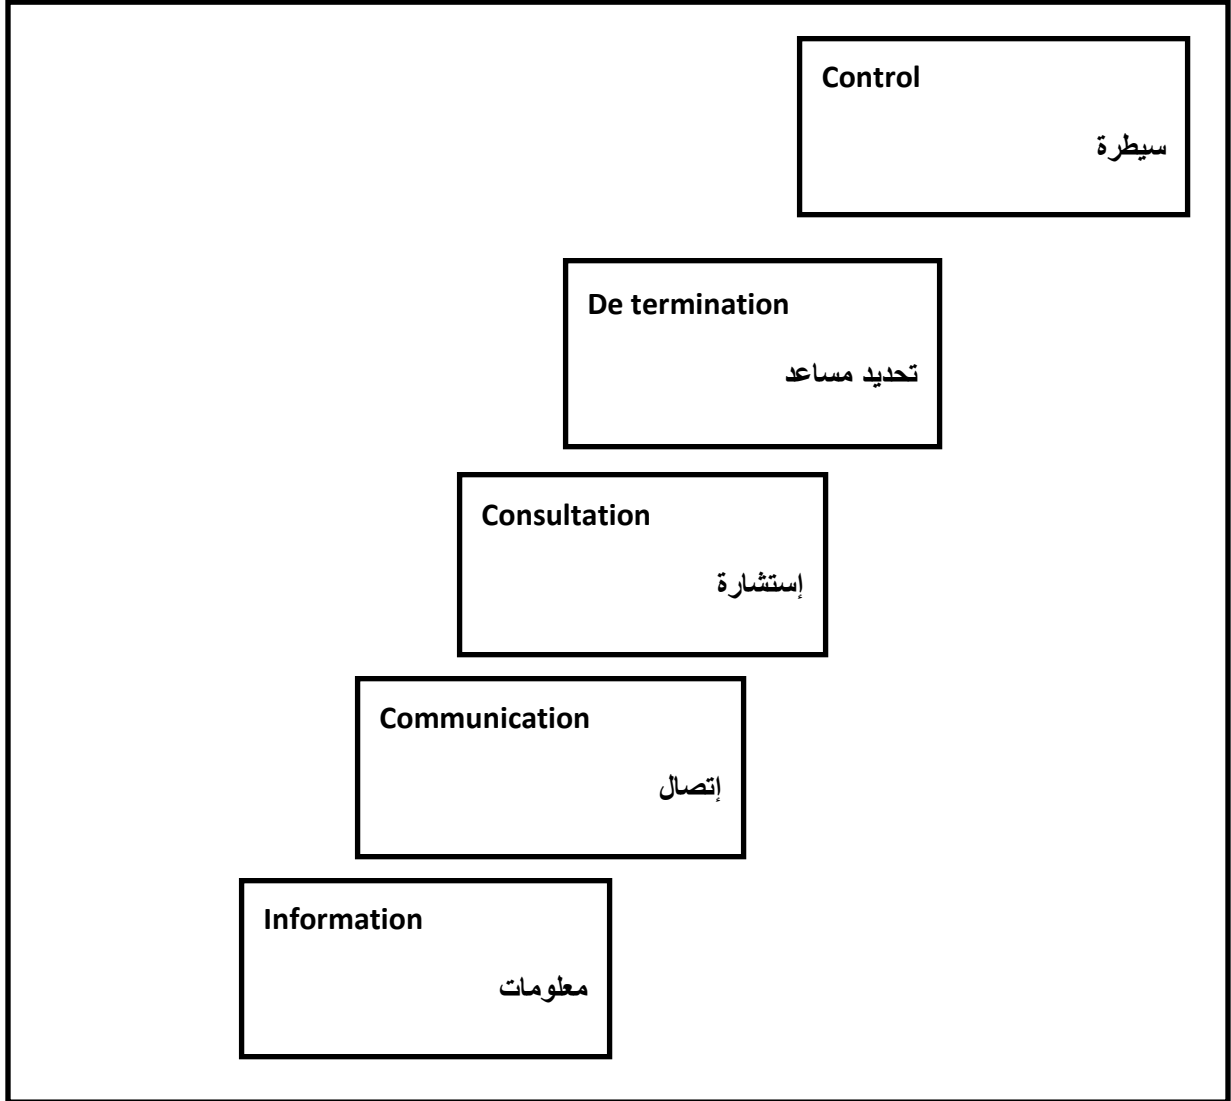 Control
سيطرة
De termination
تحديد مساعد
Consultation
إستشارة
Communication
إتصال
Information
معلومات